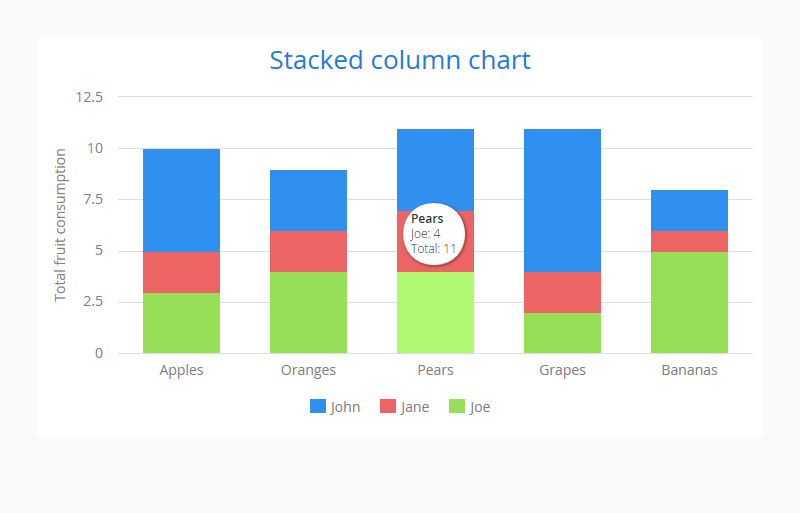 Stacked column chart
12.5
10
7.5
5
2.5
0
Total fruit consumption
Pears
Joe: 4
Total: 11
Apples Oranges Pears Grapes Bananas
John Jane Joe